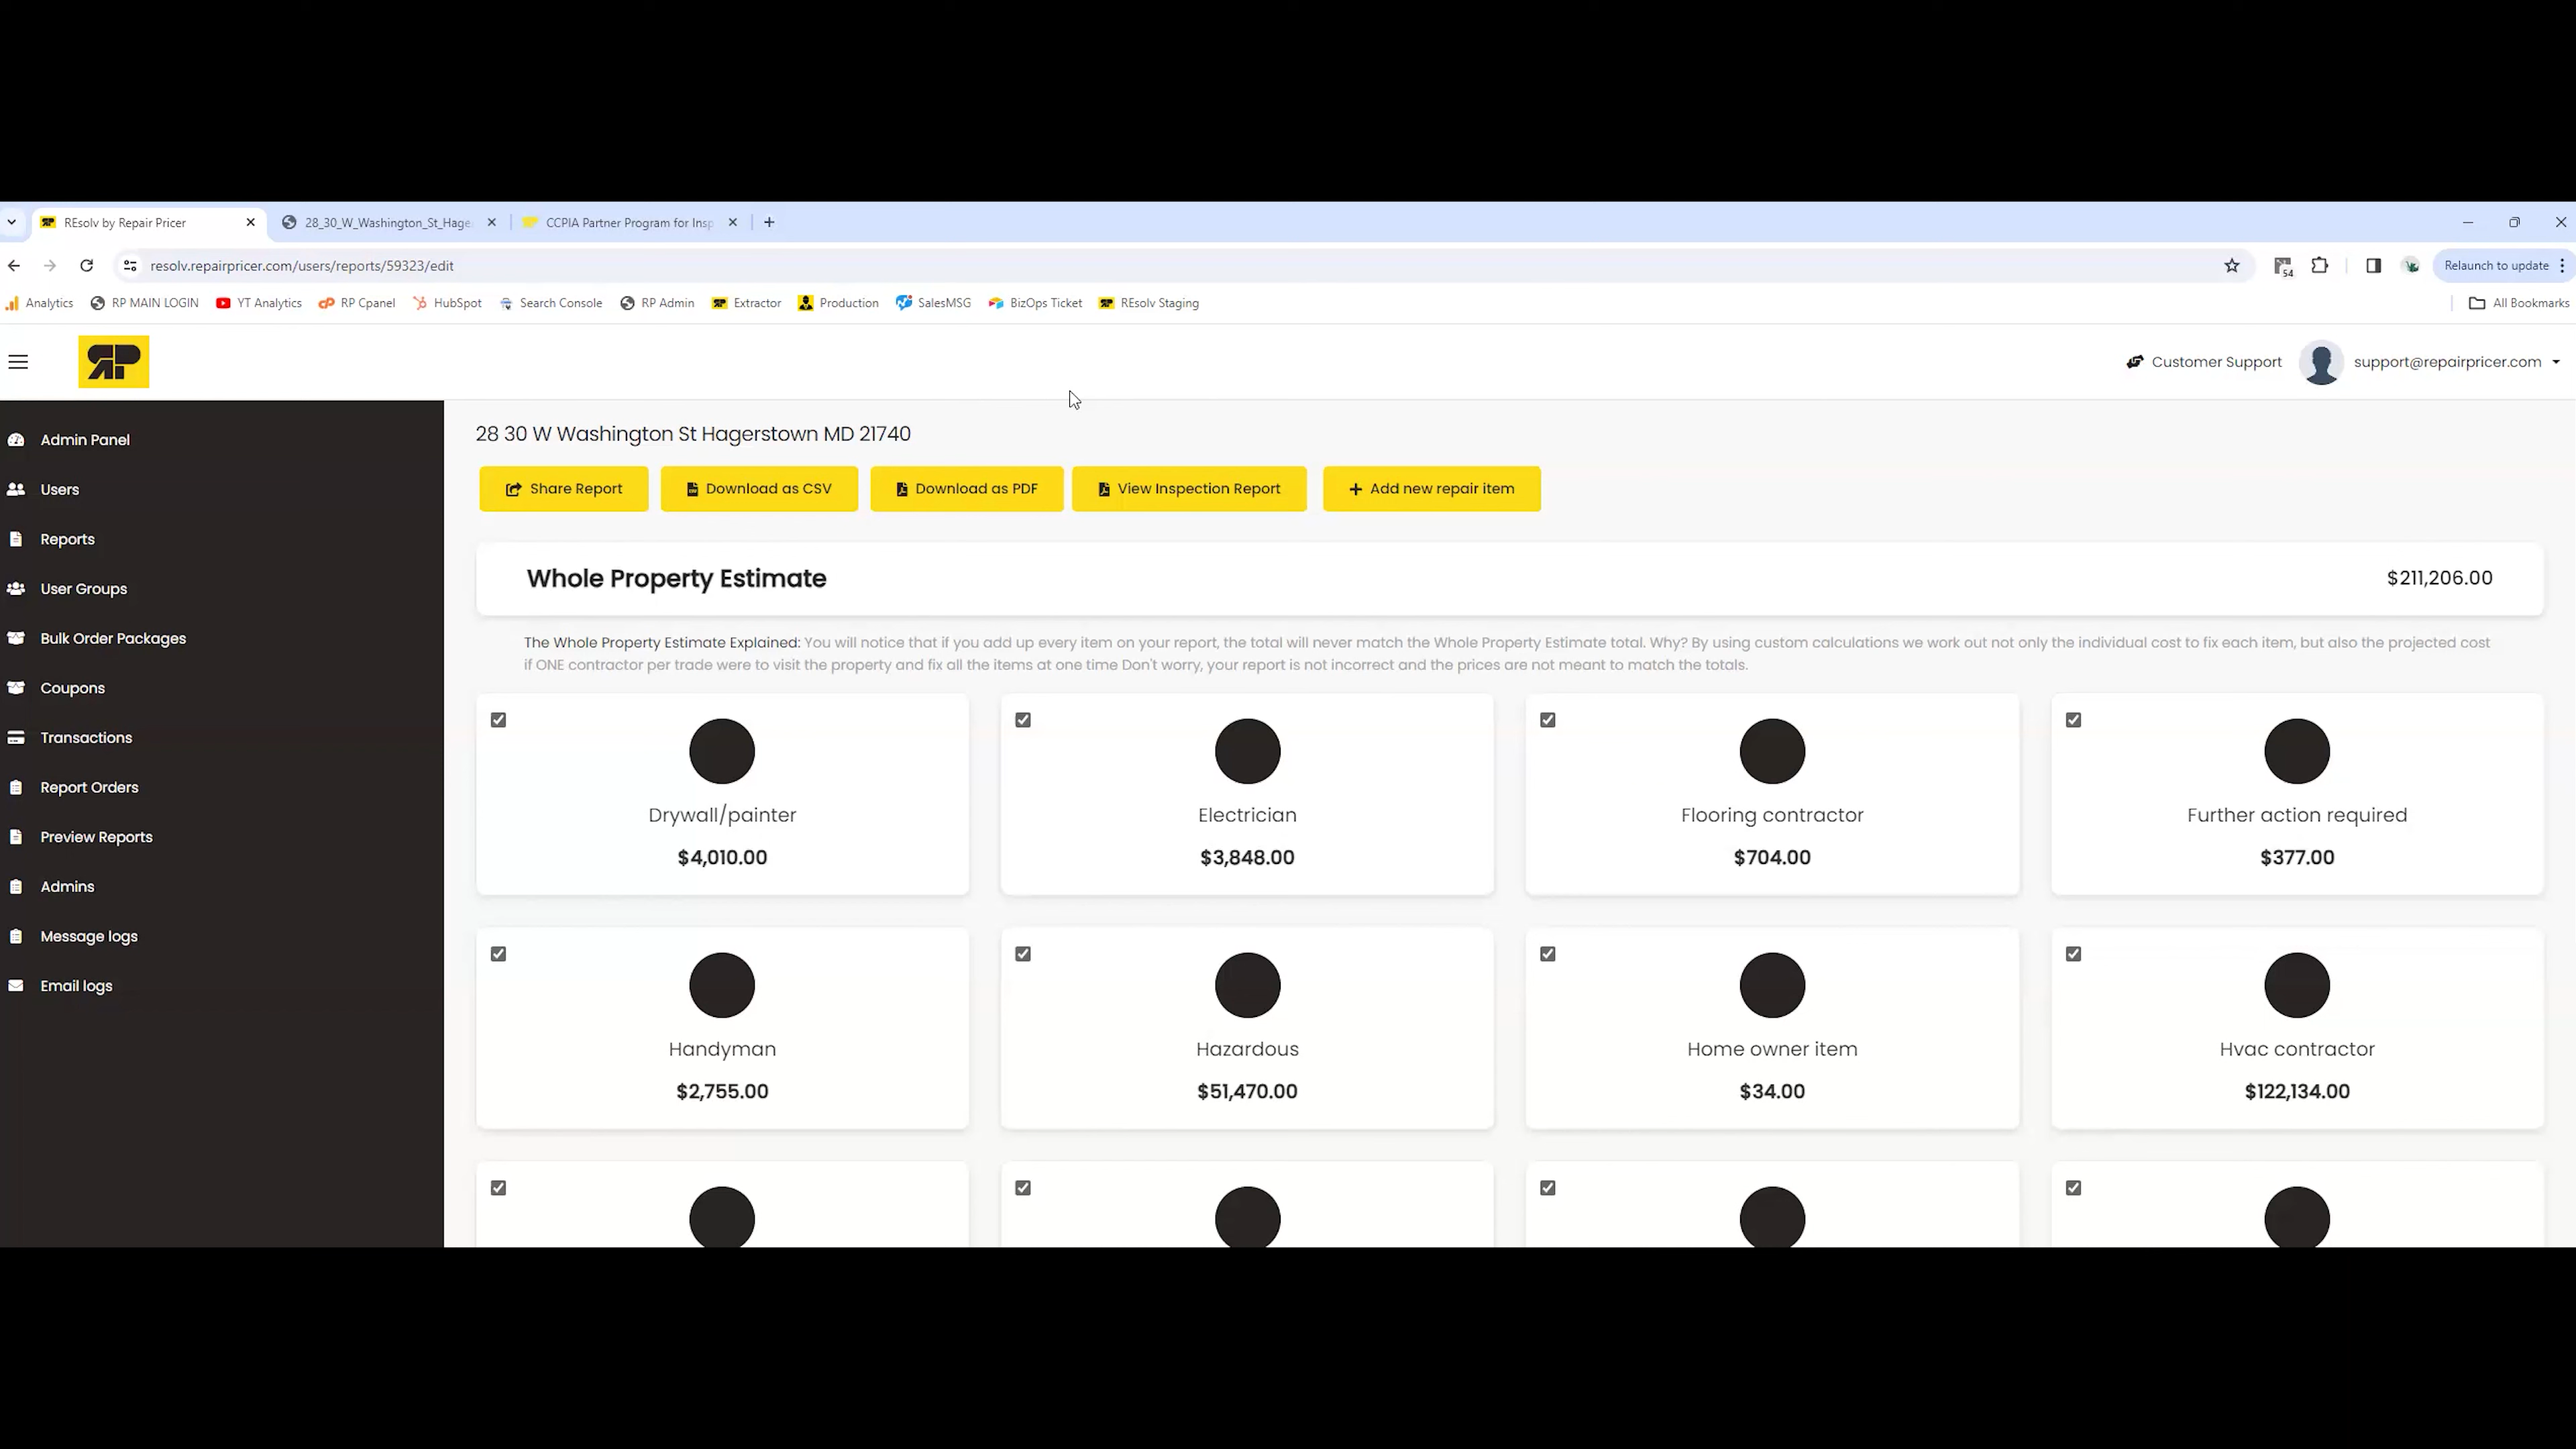 REsolv by Repair Pricer
28_30_W_Washington_St_Hage
CCPIA Partner Program for Insp
resolv.repairpricer.com/users/reports/59323/edit
54
Relaunch to update
Analytics
RP MAIN LOGIN
YT Analytics
RP Cpanel
HubSpot
Search Console
RP Admin
Extractor
Production
SalesMSG
BizOps Ticket
REsolv Staging
All Bookmarks
RP
Customer Support
support@repairpricer.com
Admin Panel
Users
Reports
User Groups
Bulk Order Packages
Coupons
Transactions
Report Orders
Preview Reports
Admins
Message logs
Email logs
28 30 W Washington St Hagerstown MD 21740
Share Report
Download as CSV
Download as PDF
View Inspection Report
Add new repair item
Whole Property Estimate
$211,206.00
The Whole Property Estimate Explained: You will notice that if you add up every item on your report, the total will never match the Whole Property Estimate total. Why? By using custom calculations we work out not only the individual cost to fix each item, but also the projected cost
if ONE contractor per trade were to visit the property and fix all the items at one time Don't worry, your report is not incorrect and the prices are not meant to match the totals.
Drywall/painter
$4,010.00
Electrician
$3,848.00
Flooring contractor
$704.00
Further action required
$377.00
Handyman
$2,755.00
Hazardous
$51,470.00
Home owner item
$34.00
Hvac contractor
$122,134.00